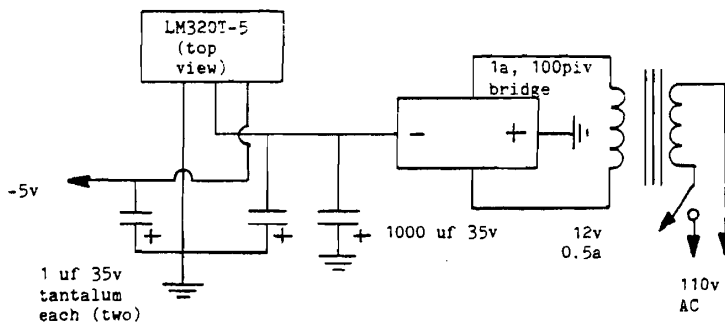 LM320T-5
(top
view)
1a, 100piv
bridge
-
+
-5v
+
+
+
1000 uf 35v
12v
0.5a
1 uf 35v
tantalum
each (two)
110v
AC